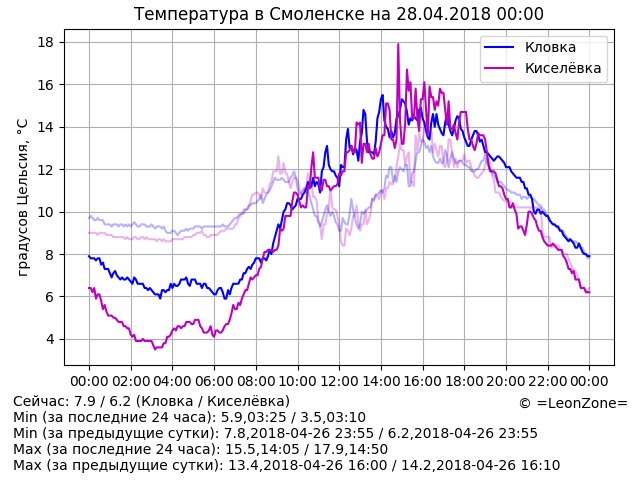 Температура в Смоленске на 28.04.2018 00:00
градусов Цельсия, °C
18
16
14
12
10
8
6
4
Кловка
Киселёвка
00:00 02:00 04:00 06:00 08:00 10:00 12:00 14:00 16:00 18:00 20:00 22:00 00:00
Сейчас: 7.9 / 6.2 (Кловка / Киселёвка)
© =LeonZone=
Min (за последние 24 часа): 5.9,03:25 / 3.5,03:10
Min (за предыдущие сутки): 7.8,2018-04-26 23:55 / 6.2,2018-04-26 23:55
Max (за последние 24 часа): 15.5,14:05 / 17.9,14:50
Max (за предыдущие сутки): 13.4,2018-04-26 16:00 / 14.2,2018-04-26 16:10